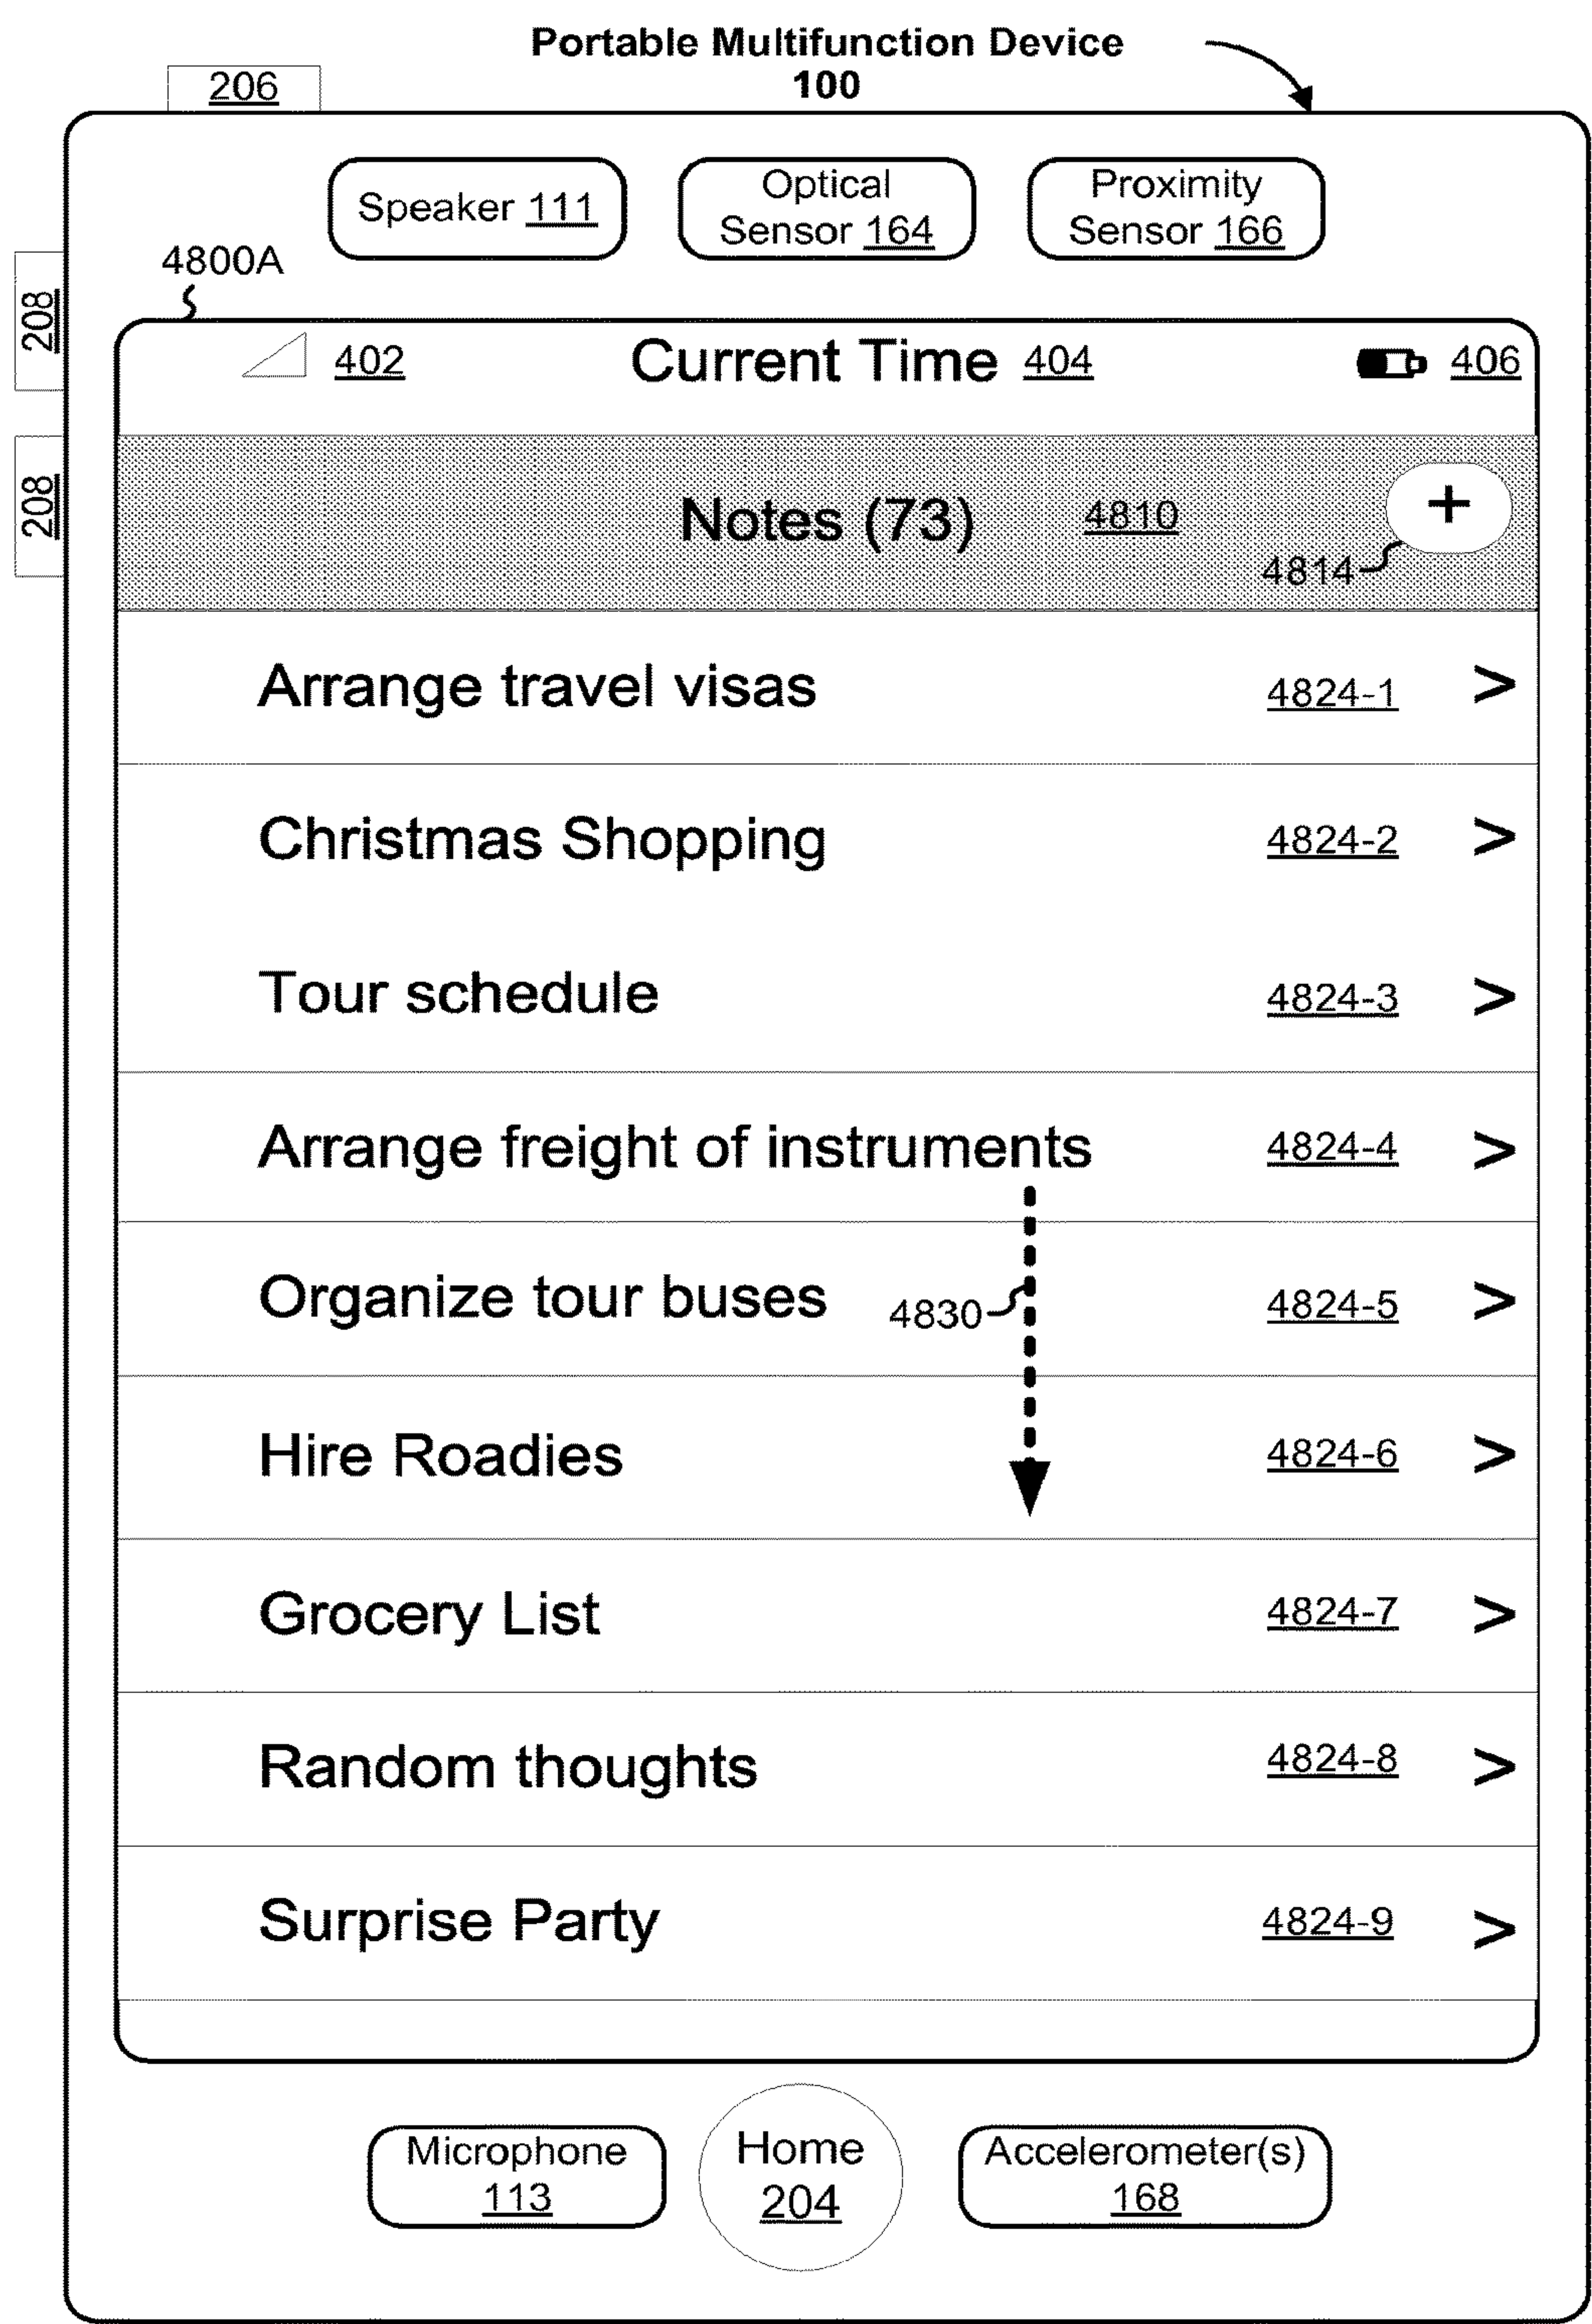 Portable Multifunction Device
100
206
Speaker 111
Optical
Sensor 164
Proximity
Sensor 166
4800A
208
208
402
Current Time 404
406
Notes (73) 4810
+
4814
Arrange travel visas 4824-1 >
Christmas Shopping 4824-2 >
Tour schedule 4824-3 >
Arrange freight of instruments 4824-4 >
Organize tour buses 4830 4824-5 >
Hire Roadies 4824-6 >
Grocery List 4824-7 >
Random thoughts 4824-8 >
Surprise Party 4824-9 >
Microphone
113
Home
204
Accelerometer(s)
168